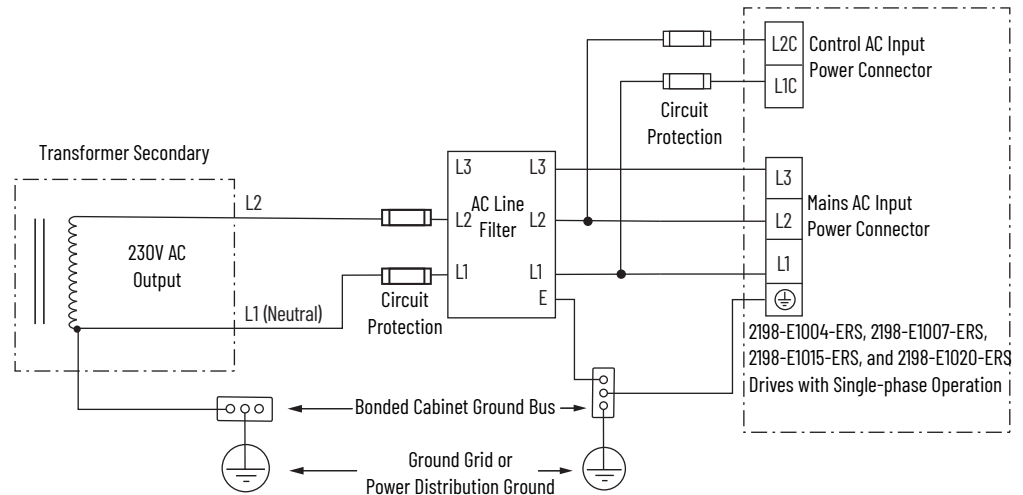 L2C
Control AC Input
Power Connector
L1C
Circuit
Protection
Transformer Secondary
L3
L3
L3
L2
AC Line
Filter
L2
L2
L2
Mains AC Input
Power Connector
230V AC
Output
L1
L1
L1
E
Circuit
Protection
L1 (Neutral)
2198-E1004-ERS, 2198-E1007-ERS,
2198-E1015-ERS, and 2198-E1020-ERS
Drives with Single-phase Operation
Bonded Cabinet Ground Bus
Ground Grid or
Power Distribution Ground